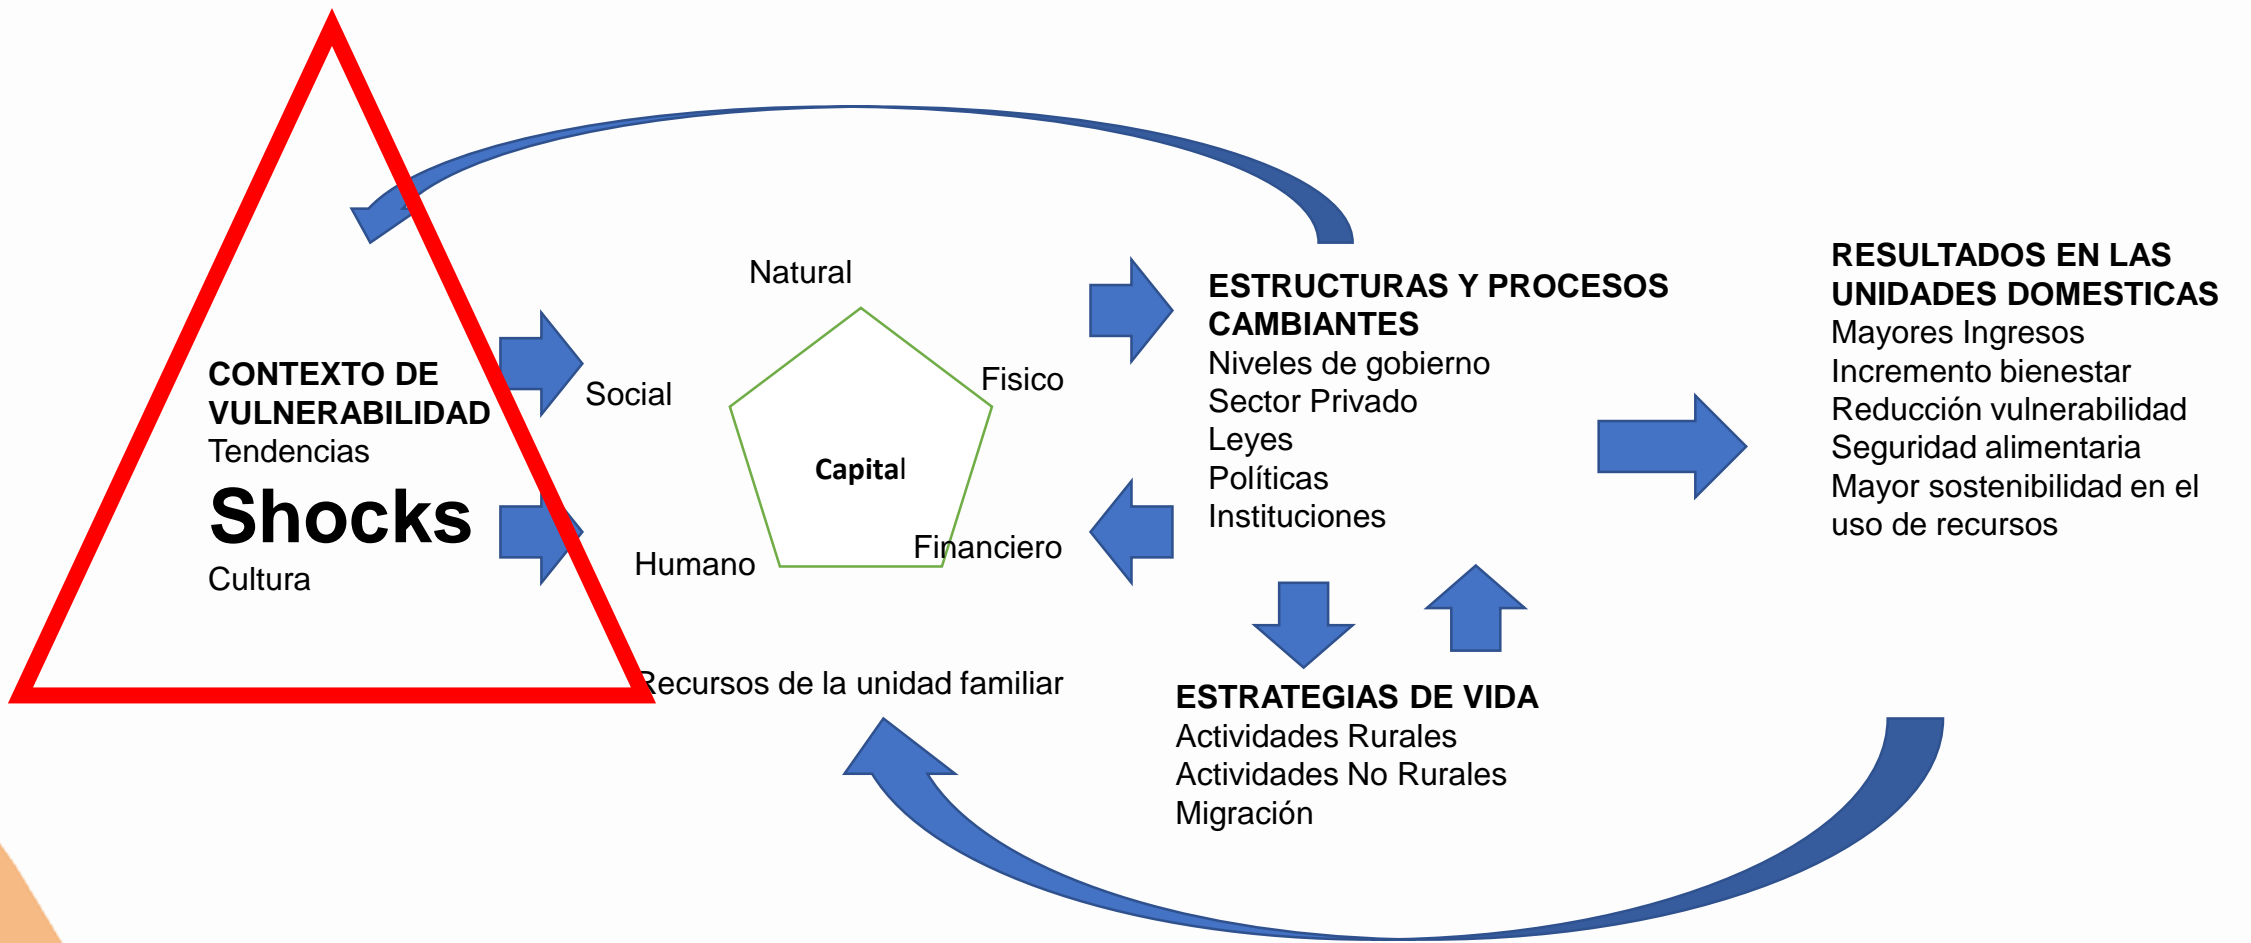 CONTEXTO DE
VULNERABILIDAD
Tendencias
Shocks
Cultura
Natural
Social
Fisico
Capital
Humano
Financiero
Recursos de la unidad familiar
ESTRUCTURAS Y PROCESOS
CAMBIANTES
Niveles de gobierno
Sector Privado
Leyes
Políticas
Instituciones
ESTRATEGIAS DE VIDA
Actividades Rurales
Actividades No Rurales
Migración
RESULTADOS EN LAS
UNIDADES DOMESTICAS
Mayores Ingresos
Incremento bienestar
Reducción vulnerabilidad
Seguridad alimentaria
Mayor sostenibilidad en el
uso de recursos